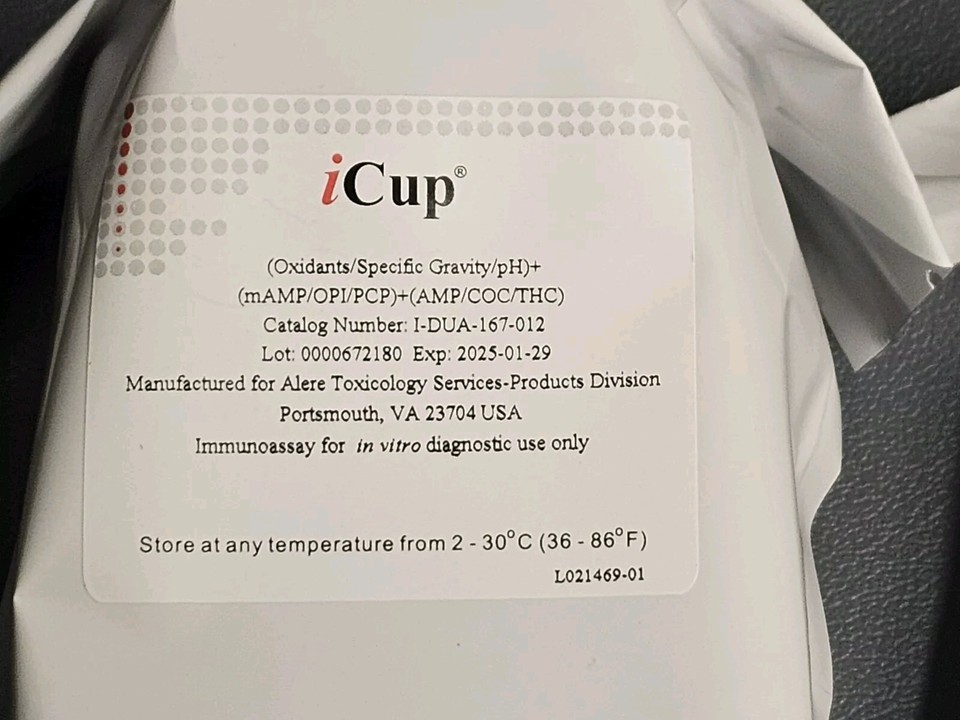 iCup®
(Oxidants/Specific Gravity/pH)+
(mAMP/OPI/PCP)+(AMP/COC/THC)
Catalog Number: I-DUA-167-012
Lot: 0000672180 Exp: 2025-01-29
Manufactured for Alere Toxicology Services-Products Division
Portsmouth, VA 23704 USA
Immunoassay for in vitro diagnostic use only
Store at any temperature from 2 - 30°C (36 - 86°F)
L021469-01